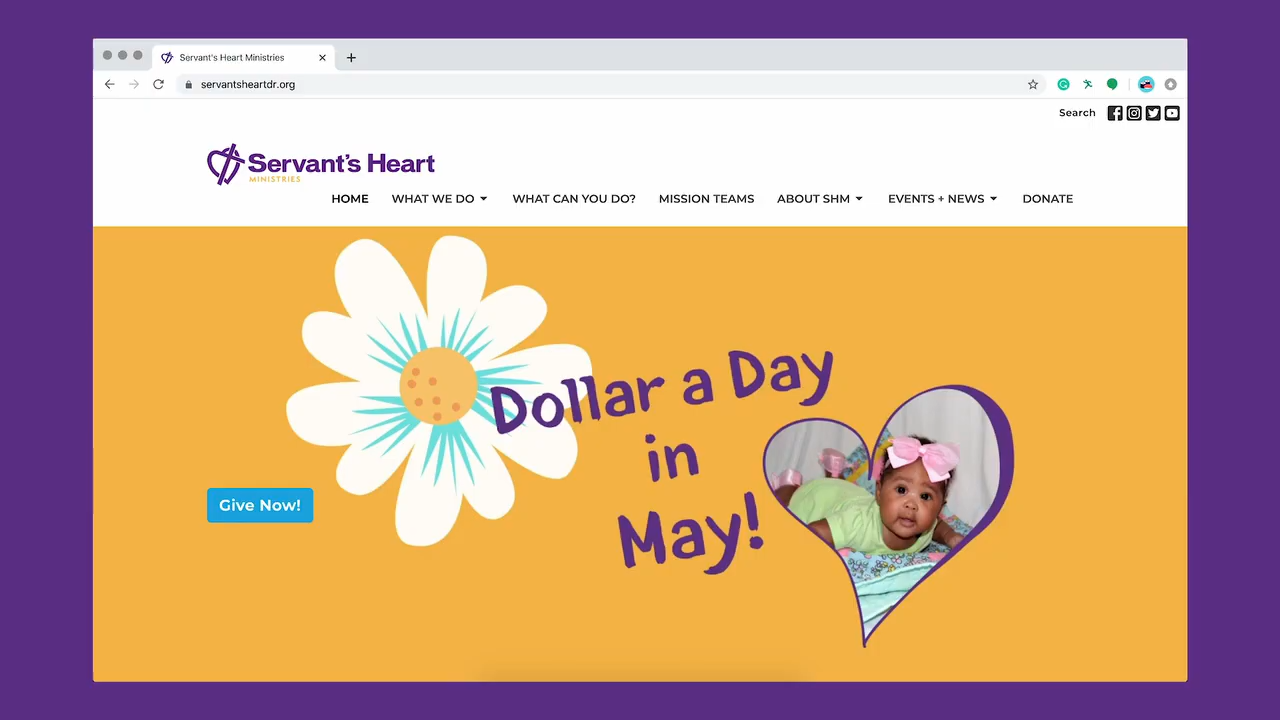 Servant's Heart Ministries
servantsheartdr.org
Search
Servant's Heart
MINISTRIES
HOME WHAT WE DO WHAT CAN YOU DO? MISSION TEAMS ABOUT SHM EVENTS + NEWS DONATE
Dollar a Day
in
May!
Give Now!